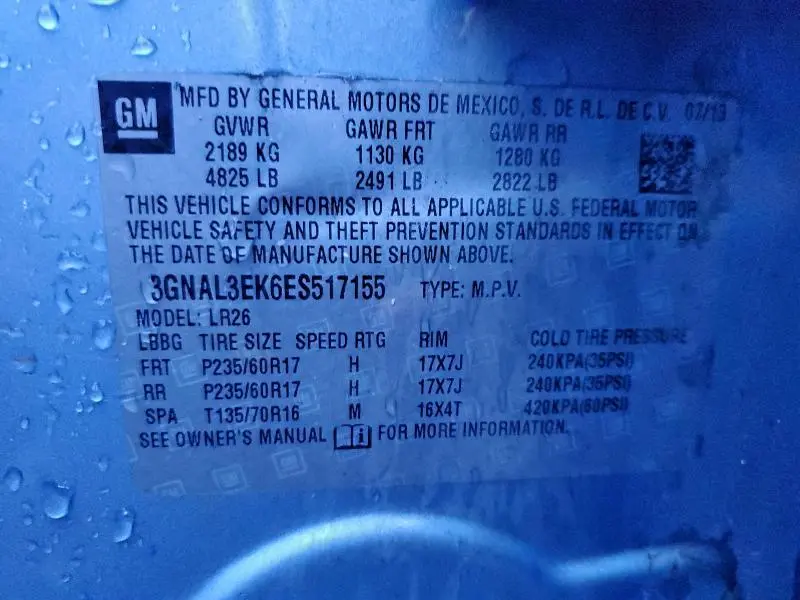 GM MFD BY GENERAL MOTORS DE MEXICO, S. DE R.L. DE C.V. 07/13
GVWR GAWR FRT GAWR RR
2189 KG 1130 KG 1280 KG
4825 LB 2491 LB 2822 LB
THIS VEHICLE CONFORMS TO ALL APPLICABLE U.S. FEDERAL MOTOR
VEHICLE SAFETY AND THEFT PREVENTION STANDARDS IN EFFECT ON
THE DATE OF MANUFACTURE SHOWN ABOVE.
3GNAL3EK6ES517155 TYPE: M.P.V.
MODEL: LR26
LBBG TIRE SIZE SPEED RTG RIM COLD TIRE PRESSURE
FRT P235/60R17 H 17X7J 240KPA(35PSI)
RR P235/60R17 H 17X7J 240KPA(35PSI)
SPA T135/70R16 M 16X4T 420KPA(60PSI)
SEE OWNER'S MANUAL FOR MORE INFORMATION.